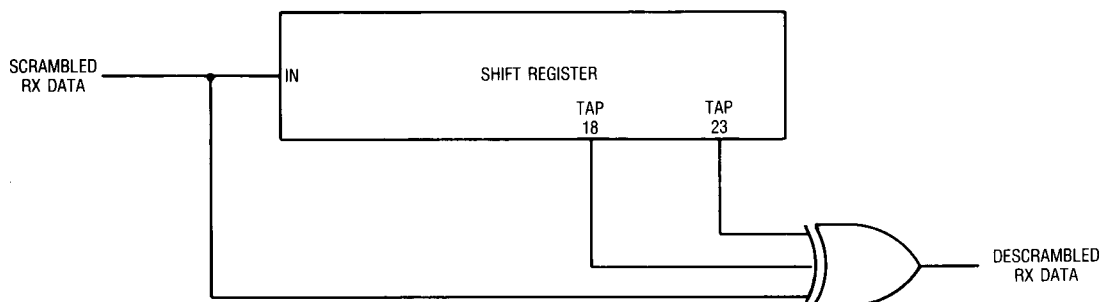 SCRAMBLED
RX DATA
IN
SHIFT REGISTER
TAP
18
TAP
23
DESCRAMBLED
RX DATA